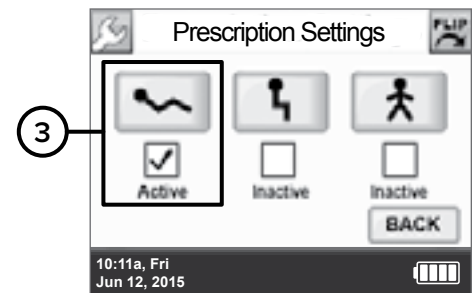 Prescription Settings
FLIP
3
Active
Inactive
Inactive
BACK
10:11a, Fri
Jun 12, 2015